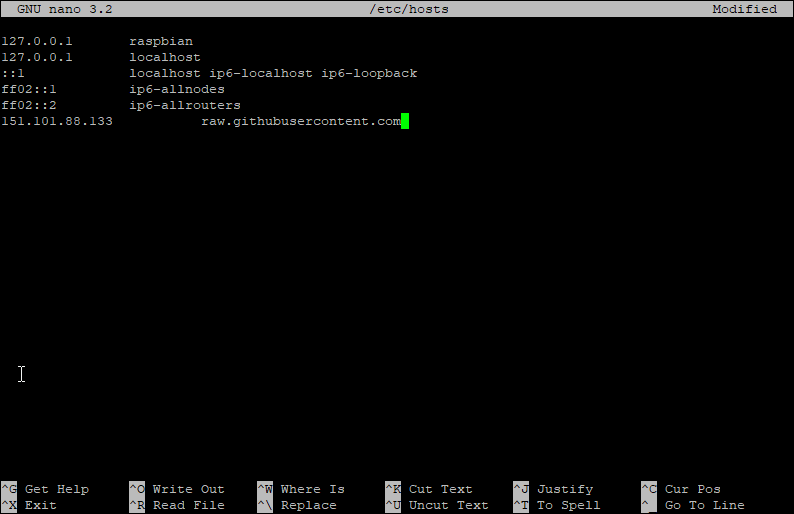 GNU nano 3.2 /etc/hosts Modified
127.0.0.1 raspbian
127.0.0.1 localhost
::1 localhost ip6-localhost ip6-loopback
ff02::1 ip6-allnodes
ff02::2 ip6-allrouters
151.101.88.133 raw.githubusercontent.com
^G Get Help ^O Write Out ^W Where Is ^K Cut Text ^J Justify ^C Cur Pos
^X Exit ^R Read File ^\ Replace ^U Uncut Text ^T To Spell ^_ Go To Line